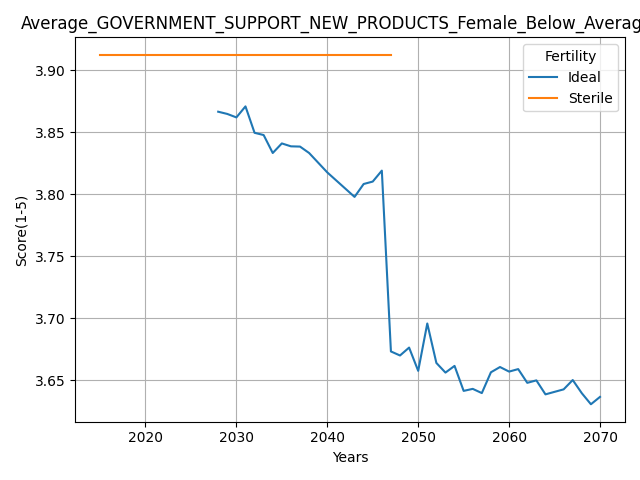 Average_GOVERNMENT_SUPPORT_NEW_PRODUCTS_Female_Below_Averag
Fertility
Ideal
Sterile
3.90
3.85
3.80
3.75
3.70
3.65
Score(1-5)
2020 2030 2040 2050 2060 2070
Years